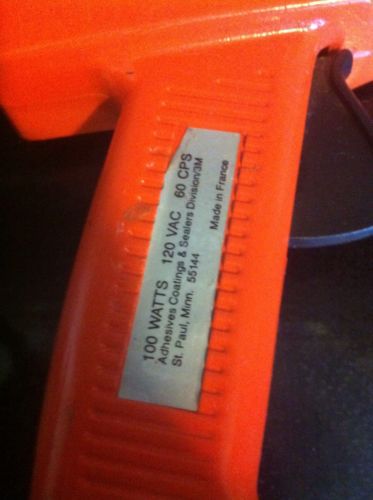 100 WATTS 120 VAC 60 CPS
Adhesives Coatings & Sealers Division/3M
St. Paul, Minn. 55144 Made in France